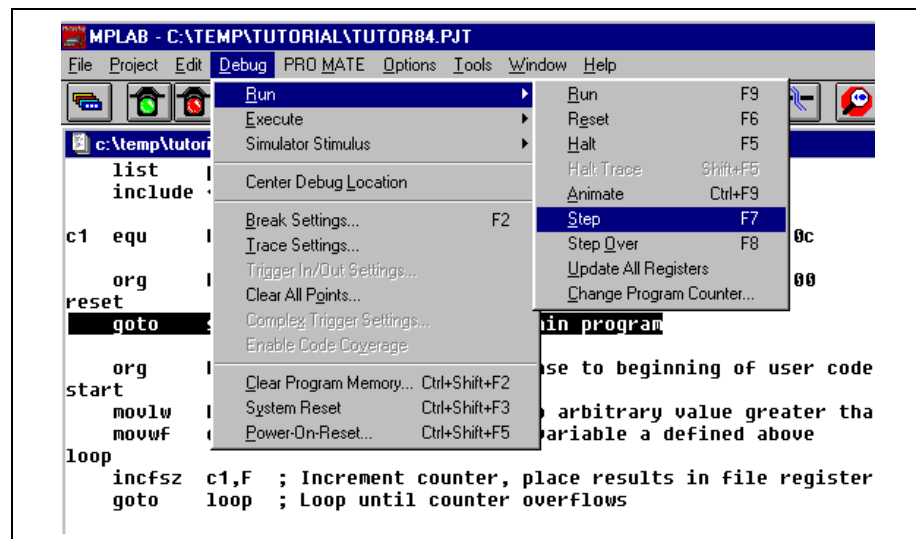 MPLAB - C:\TEMP\TUTORIAL\TUTOR84.PJT
File Project Edit Debug PRO MATE Options Tools Window Help
c:\temp\tutori
Run
Execute
Simulator Stimulus
Center Debug Location
Break Settings... F2
Trace Settings...
Trigger In/Out Settings...
Clear All Points...
Complex Trigger Settings...
Enable Code Coverage
Clear Program Memory... Ctrl+Shift+F2
System Reset Ctrl+Shift+F3
Power-On-Reset... Ctrl+Shift+F5
Run F9
Reset F6
Halt F5
Halt Trace Shift+F5
Animate Ctrl+F9
Step F7
Step Over F8
Update All Registers
Change Program Counter...
list
include <
c1 equ 0c
org 00
reset
goto in program
org se to beginning of user code
start
movlw arbitrary value greater tha
movwf variable a defined above
loop
incfsz c1,F ; Increment counter, place results in file register
goto loop ; Loop until counter overflows